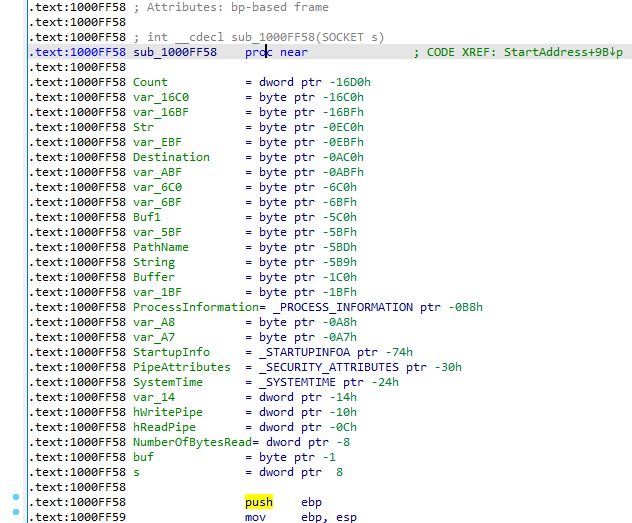 .text:1000FF58 ; Attributes: bp-based frame
.text:1000FF58
.text:1000FF58 ; int __cdecl sub_1000FF58(SOCKET s)
.text:1000FF58 sub_1000FF58 proc near ; CODE XREF: StartAddress+9B↓p
.text:1000FF58
.text:1000FF58 Count = dword ptr -16D0h
.text:1000FF58 var_16C0 = byte ptr -16C0h
.text:1000FF58 var_16BF = byte ptr -16BFh
.text:1000FF58 Str = byte ptr -0EC0h
.text:1000FF58 var_EBF = byte ptr -0EBFh
.text:1000FF58 Destination = byte ptr -0AC0h
.text:1000FF58 var_ABF = byte ptr -0ABFh
.text:1000FF58 var_6C0 = byte ptr -6C0h
.text:1000FF58 var_6BF = byte ptr -6BFh
.text:1000FF58 Buf1 = byte ptr -5C0h
.text:1000FF58 var_5BF = byte ptr -5BFh
.text:1000FF58 PathName = byte ptr -5BDh
.text:1000FF58 String = byte ptr -5B9h
.text:1000FF58 Buffer = byte ptr -1C0h
.text:1000FF58 var_1BF = byte ptr -1BFh
.text:1000FF58 ProcessInformation= _PROCESS_INFORMATION ptr -0B8h
.text:1000FF58 var_A8 = byte ptr -0A8h
.text:1000FF58 var_A7 = byte ptr -0A7h
.text:1000FF58 StartupInfo = _STARTUPINFOA ptr -74h
.text:1000FF58 PipeAttributes = _SECURITY_ATTRIBUTES ptr -30h
.text:1000FF58 SystemTime = _SYSTEMTIME ptr -24h
.text:1000FF58 var_14 = dword ptr -14h
.text:1000FF58 hWritePipe = dword ptr -10h
.text:1000FF58 hReadPipe = dword ptr -0Ch
.text:1000FF58 NumberOfBytesRead= dword ptr -8
.text:1000FF58 buf = byte ptr -1
.text:1000FF58 s = dword ptr 8
.text:1000FF58
.text:1000FF58 push ebp
.text:1000FF59 mov ebp, esp